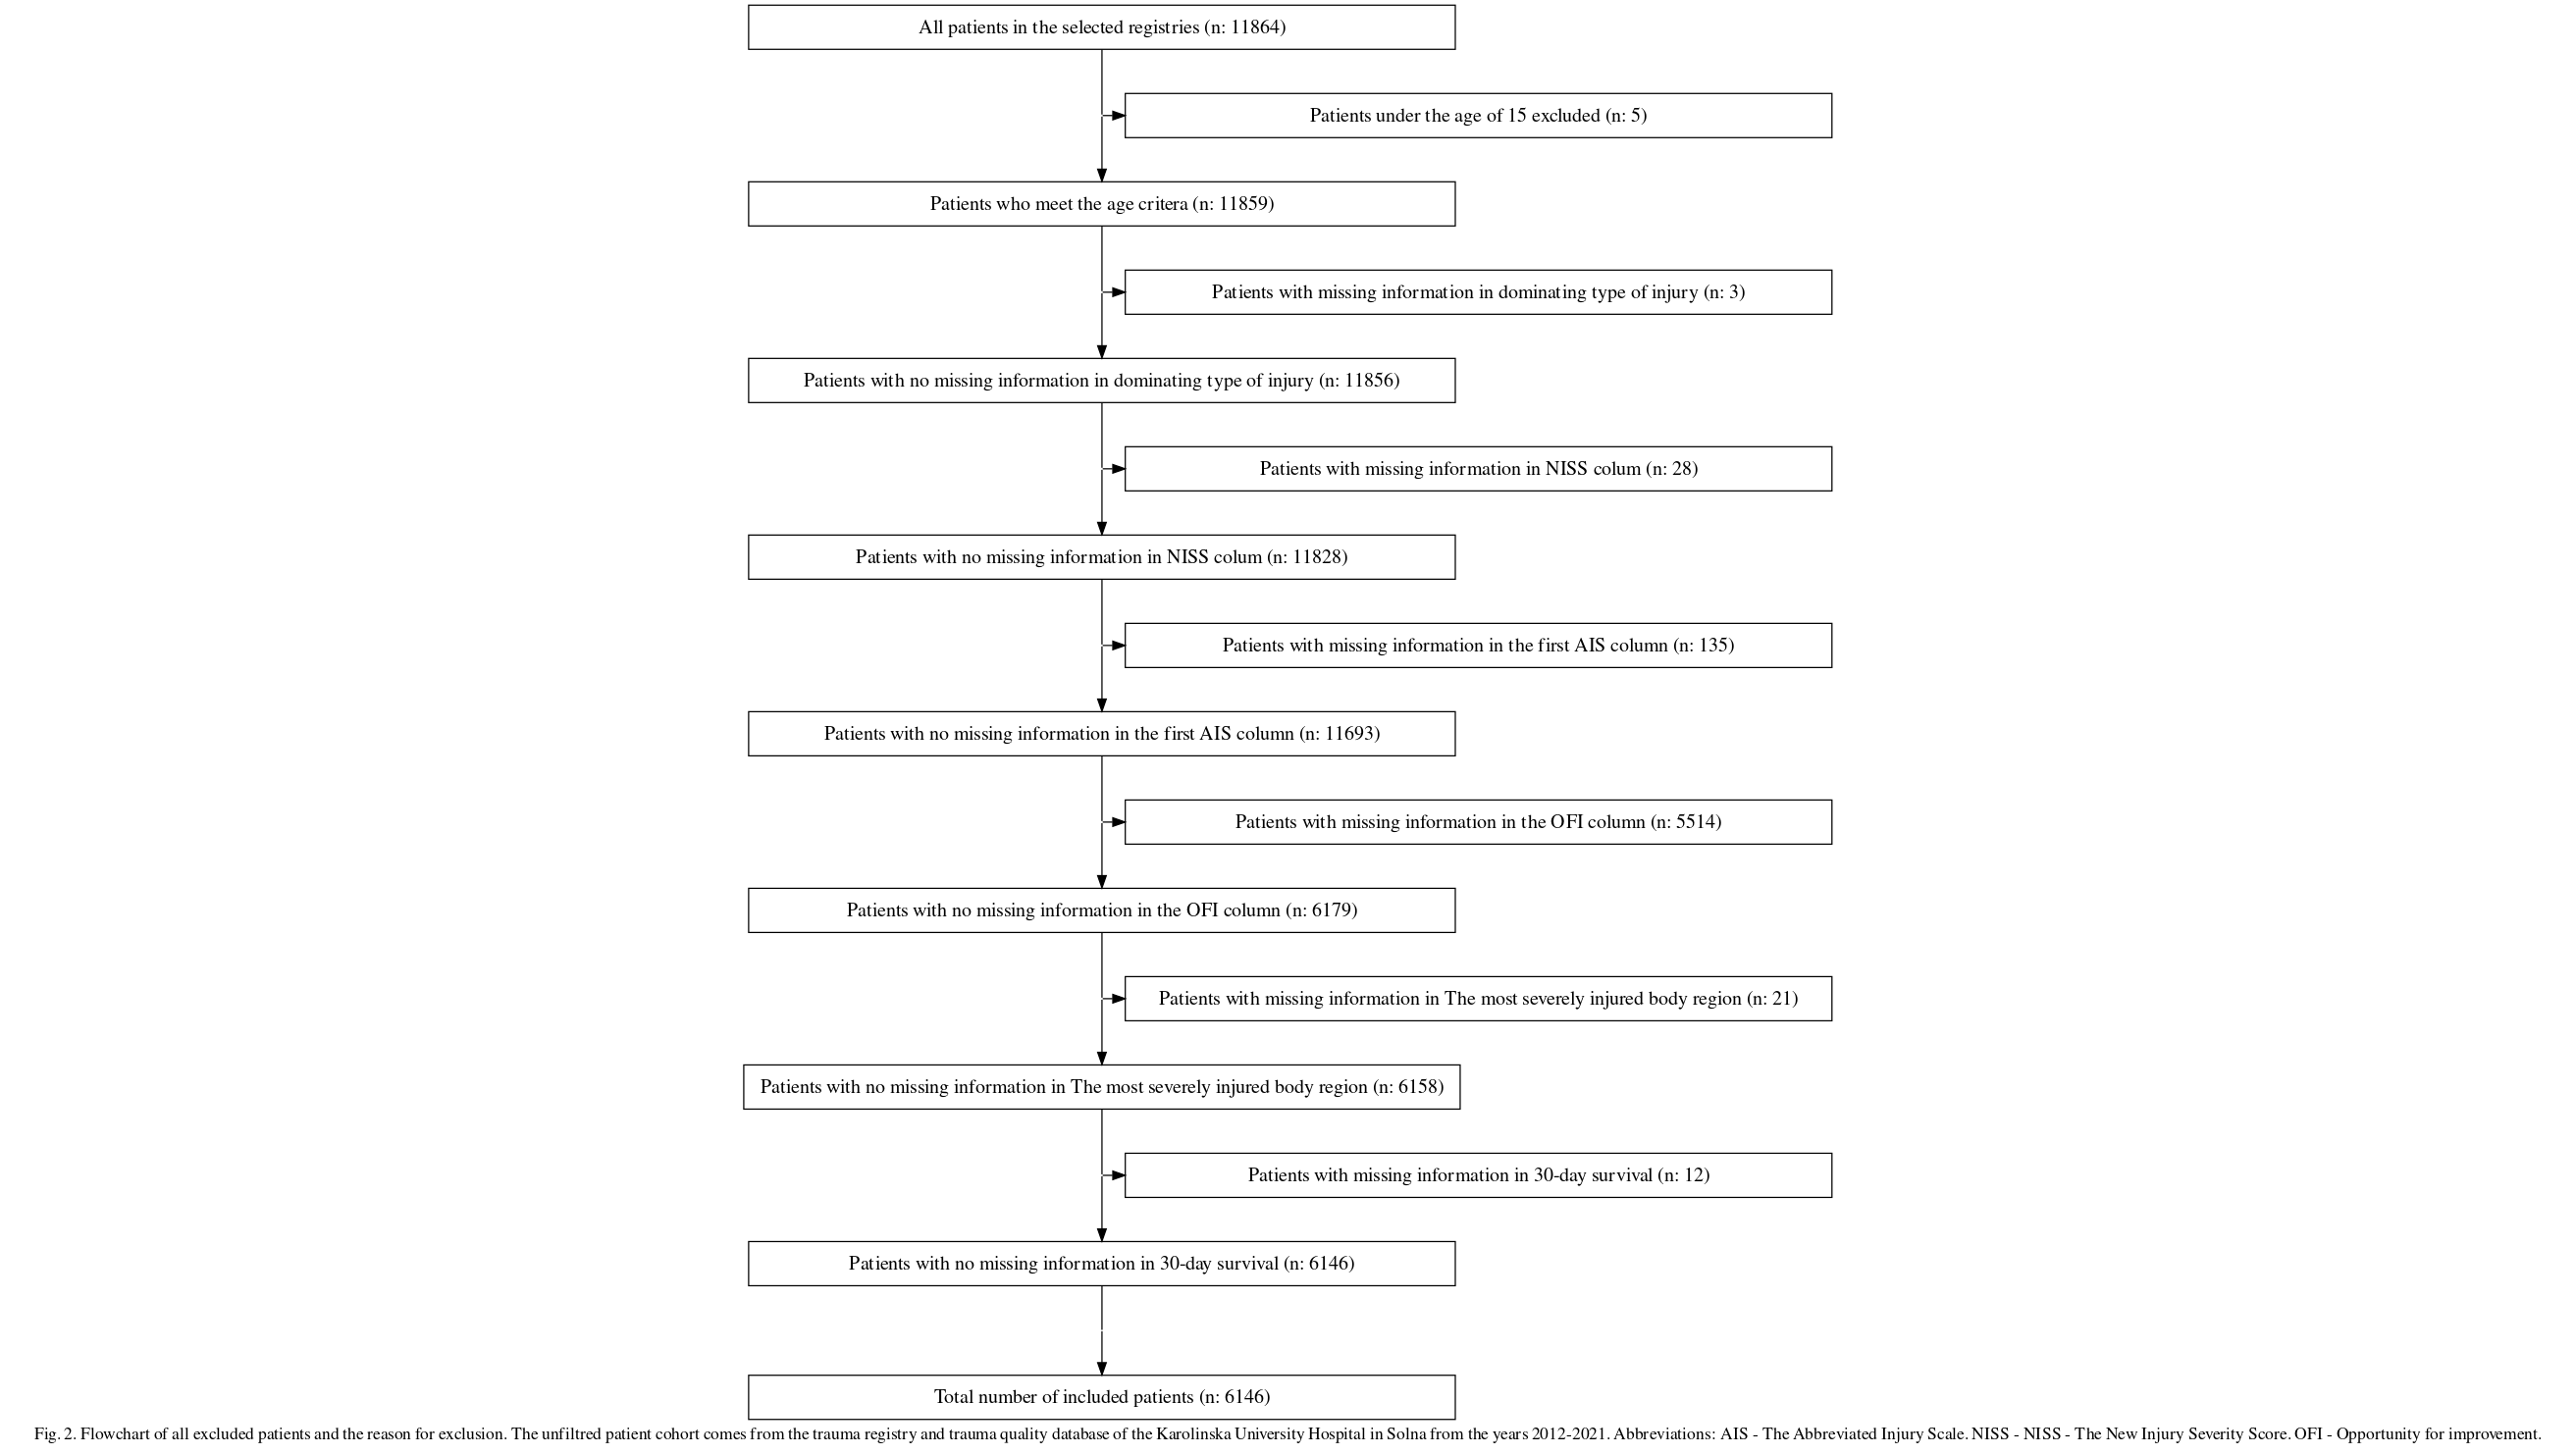 All patients in the selected registries (n: 11864)
Patients under the age of 15 excluded (n: 5)
Patients who meet the age critera (n: 11859)
Patients with missing information in dominating type of injury (n: 3)
Patients with no missing information in dominating type of injury (n: 11856)
Patients with missing information in NISS colum (n: 28)
Patients with no missing information in NISS colum (n: 11828)
Patients with missing information in the first AIS column (n: 135)
Patients with no missing information in the first AIS column (n: 11693)
Patients with missing information in the OFI column (n: 5514)
Patients with no missing information in the OFI column (n: 6179)
Patients with missing information in The most severely injured body region (n: 21)
Patients with no missing information in The most severely injured body region (n: 6158)
Patients with missing information in 30-day survival (n: 12)
Patients with no missing information in 30-day survival (n: 6146)
Total number of included patients (n: 6146)
Fig. 2. Flowchart of all excluded patients and the reason for exclusion. The unfiltred patient cohort comes from the trauma registry and trauma quality database of the Karolinska University Hospital in Solna from the years 2012-2021. Abbreviations: AIS - The Abbreviated Injury Scale. NISS - NISS - The New Injury Severity Score. OFI - Opportunity for improvement.